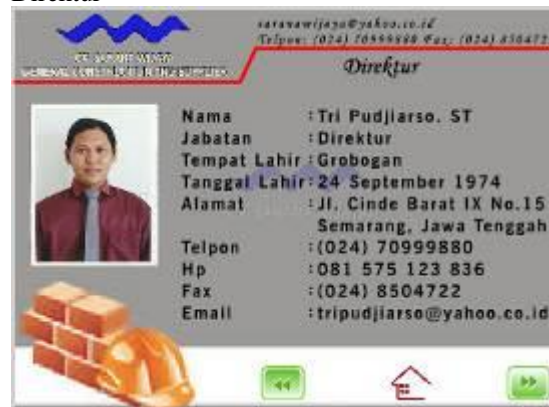 Direktur
saranawijaya@yahoo.co.id
Telpon: (024) 70999880 Fax: (024) 850472
GENERAL
Direktur
Nama : Tri Pudjiarso. ST
Jabatan : Direktur
Tempat Lahir : Grobogan
Tanggal Lahir : 24 September 1974
Alamat : Jl. Cinde Barat IX No.15
Semarang, Jawa Tenggah
Telpon : (024) 70999880
Hp : 081 575 123 836
Fax : (024) 8504722
Email : tripudjiarso@yahoo.co.id